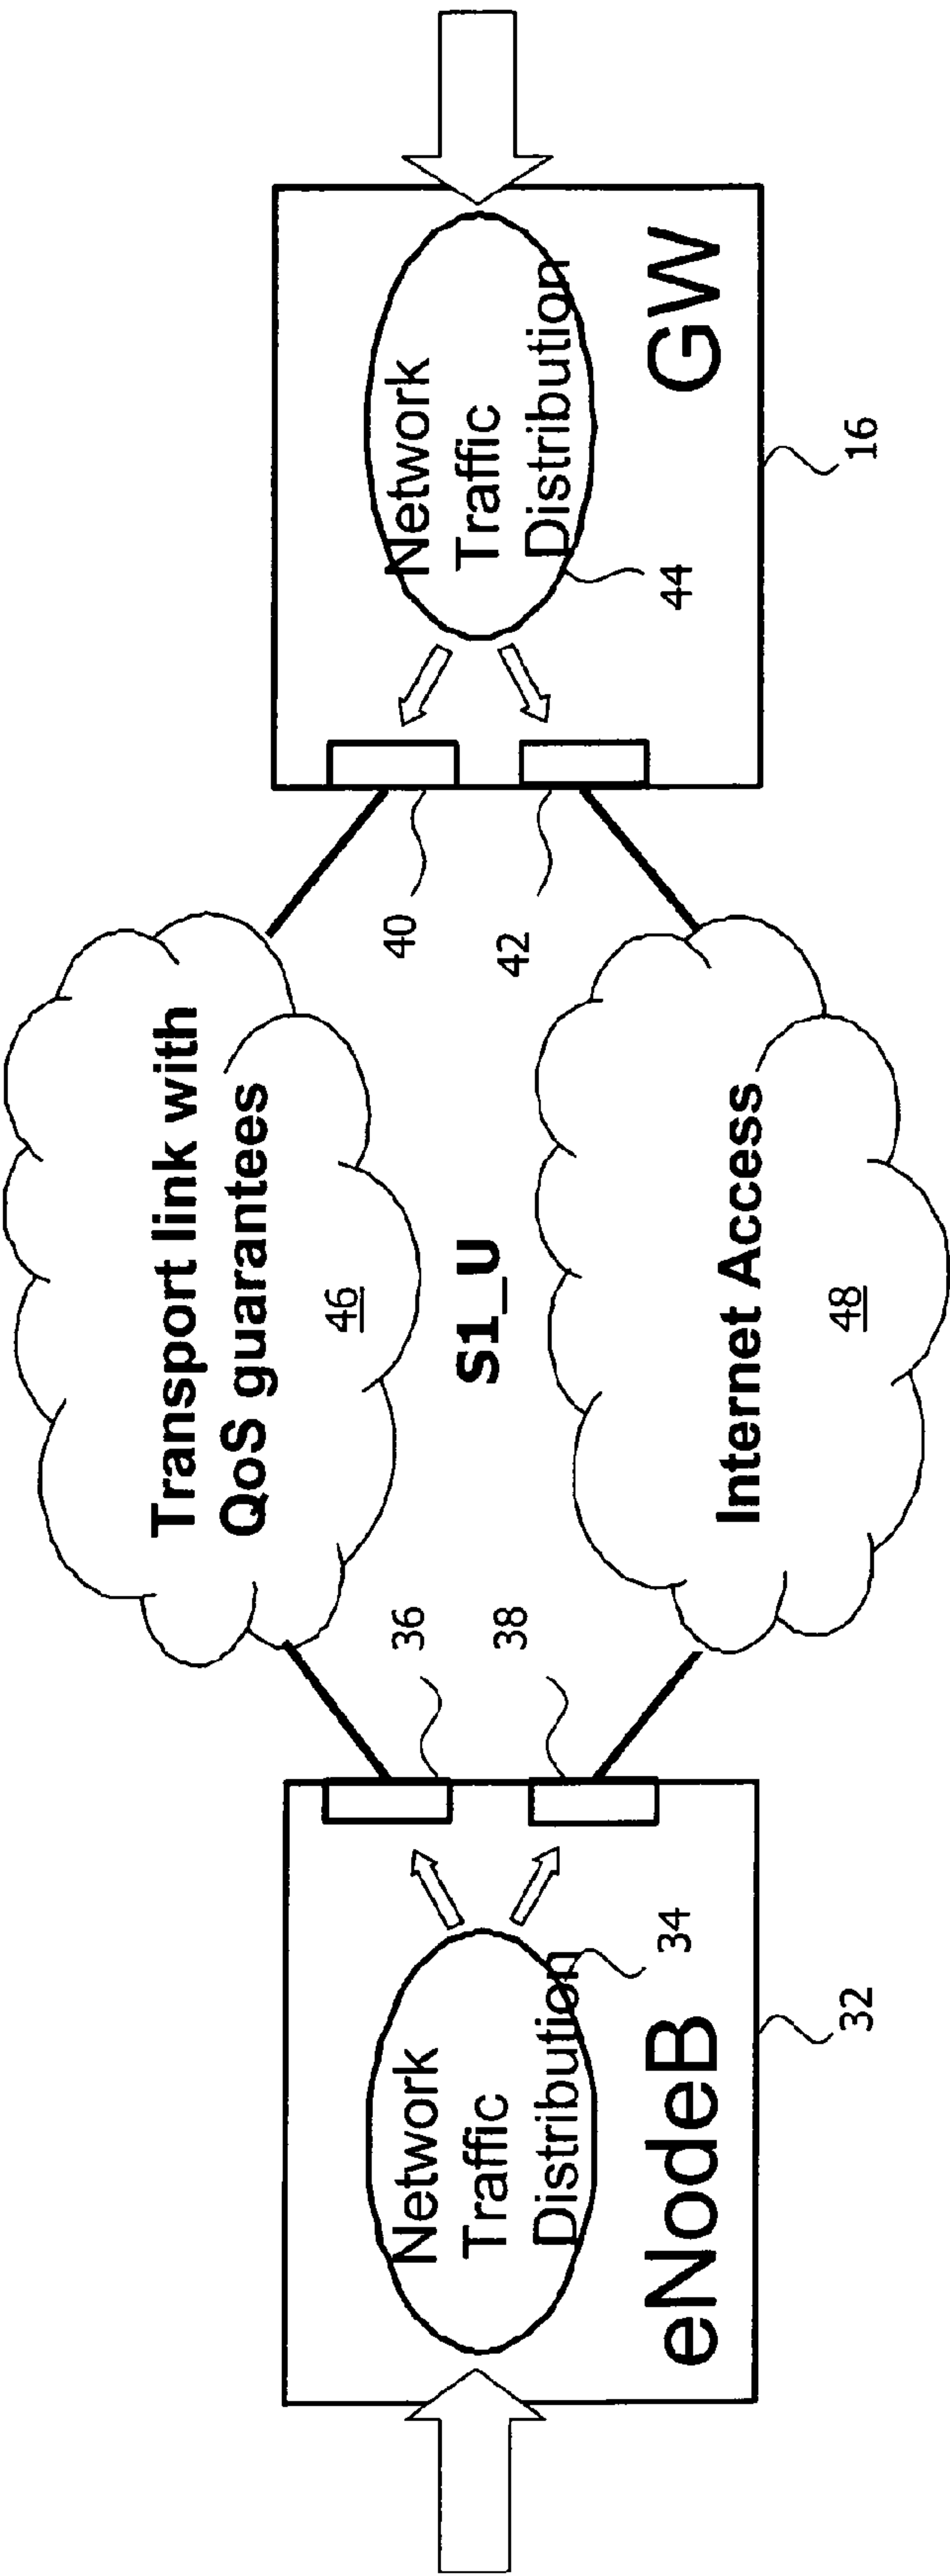 Transport link with
QoS guarantees
46
36
38
40
42
S1_U
Network
Traffic
Distribution
34
eNodeB
32
Network
Traffic
Distribution
44
GW
16
Internet Access
48